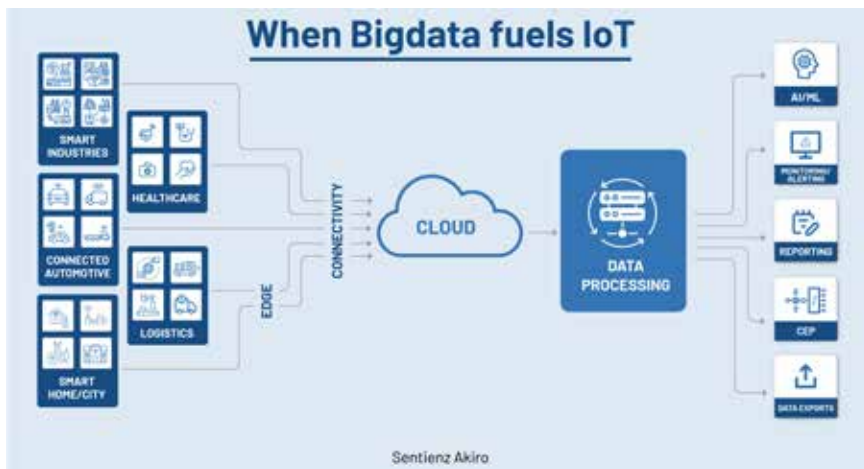 When Bigdata fuels IoT
SMART
INDUSTRIES
HEALTHCARE
CONNECTED
AUTOMOTIVE
LOGISTICS
SMART
HOME/CITY
EDGE
CONNECTIVITY
CLOUD
DATA
PROCESSING
AI/ML
MONITORING/
ALERTING
REPORTING
CEP
DATA EXPORTS
Sentienz Akiro